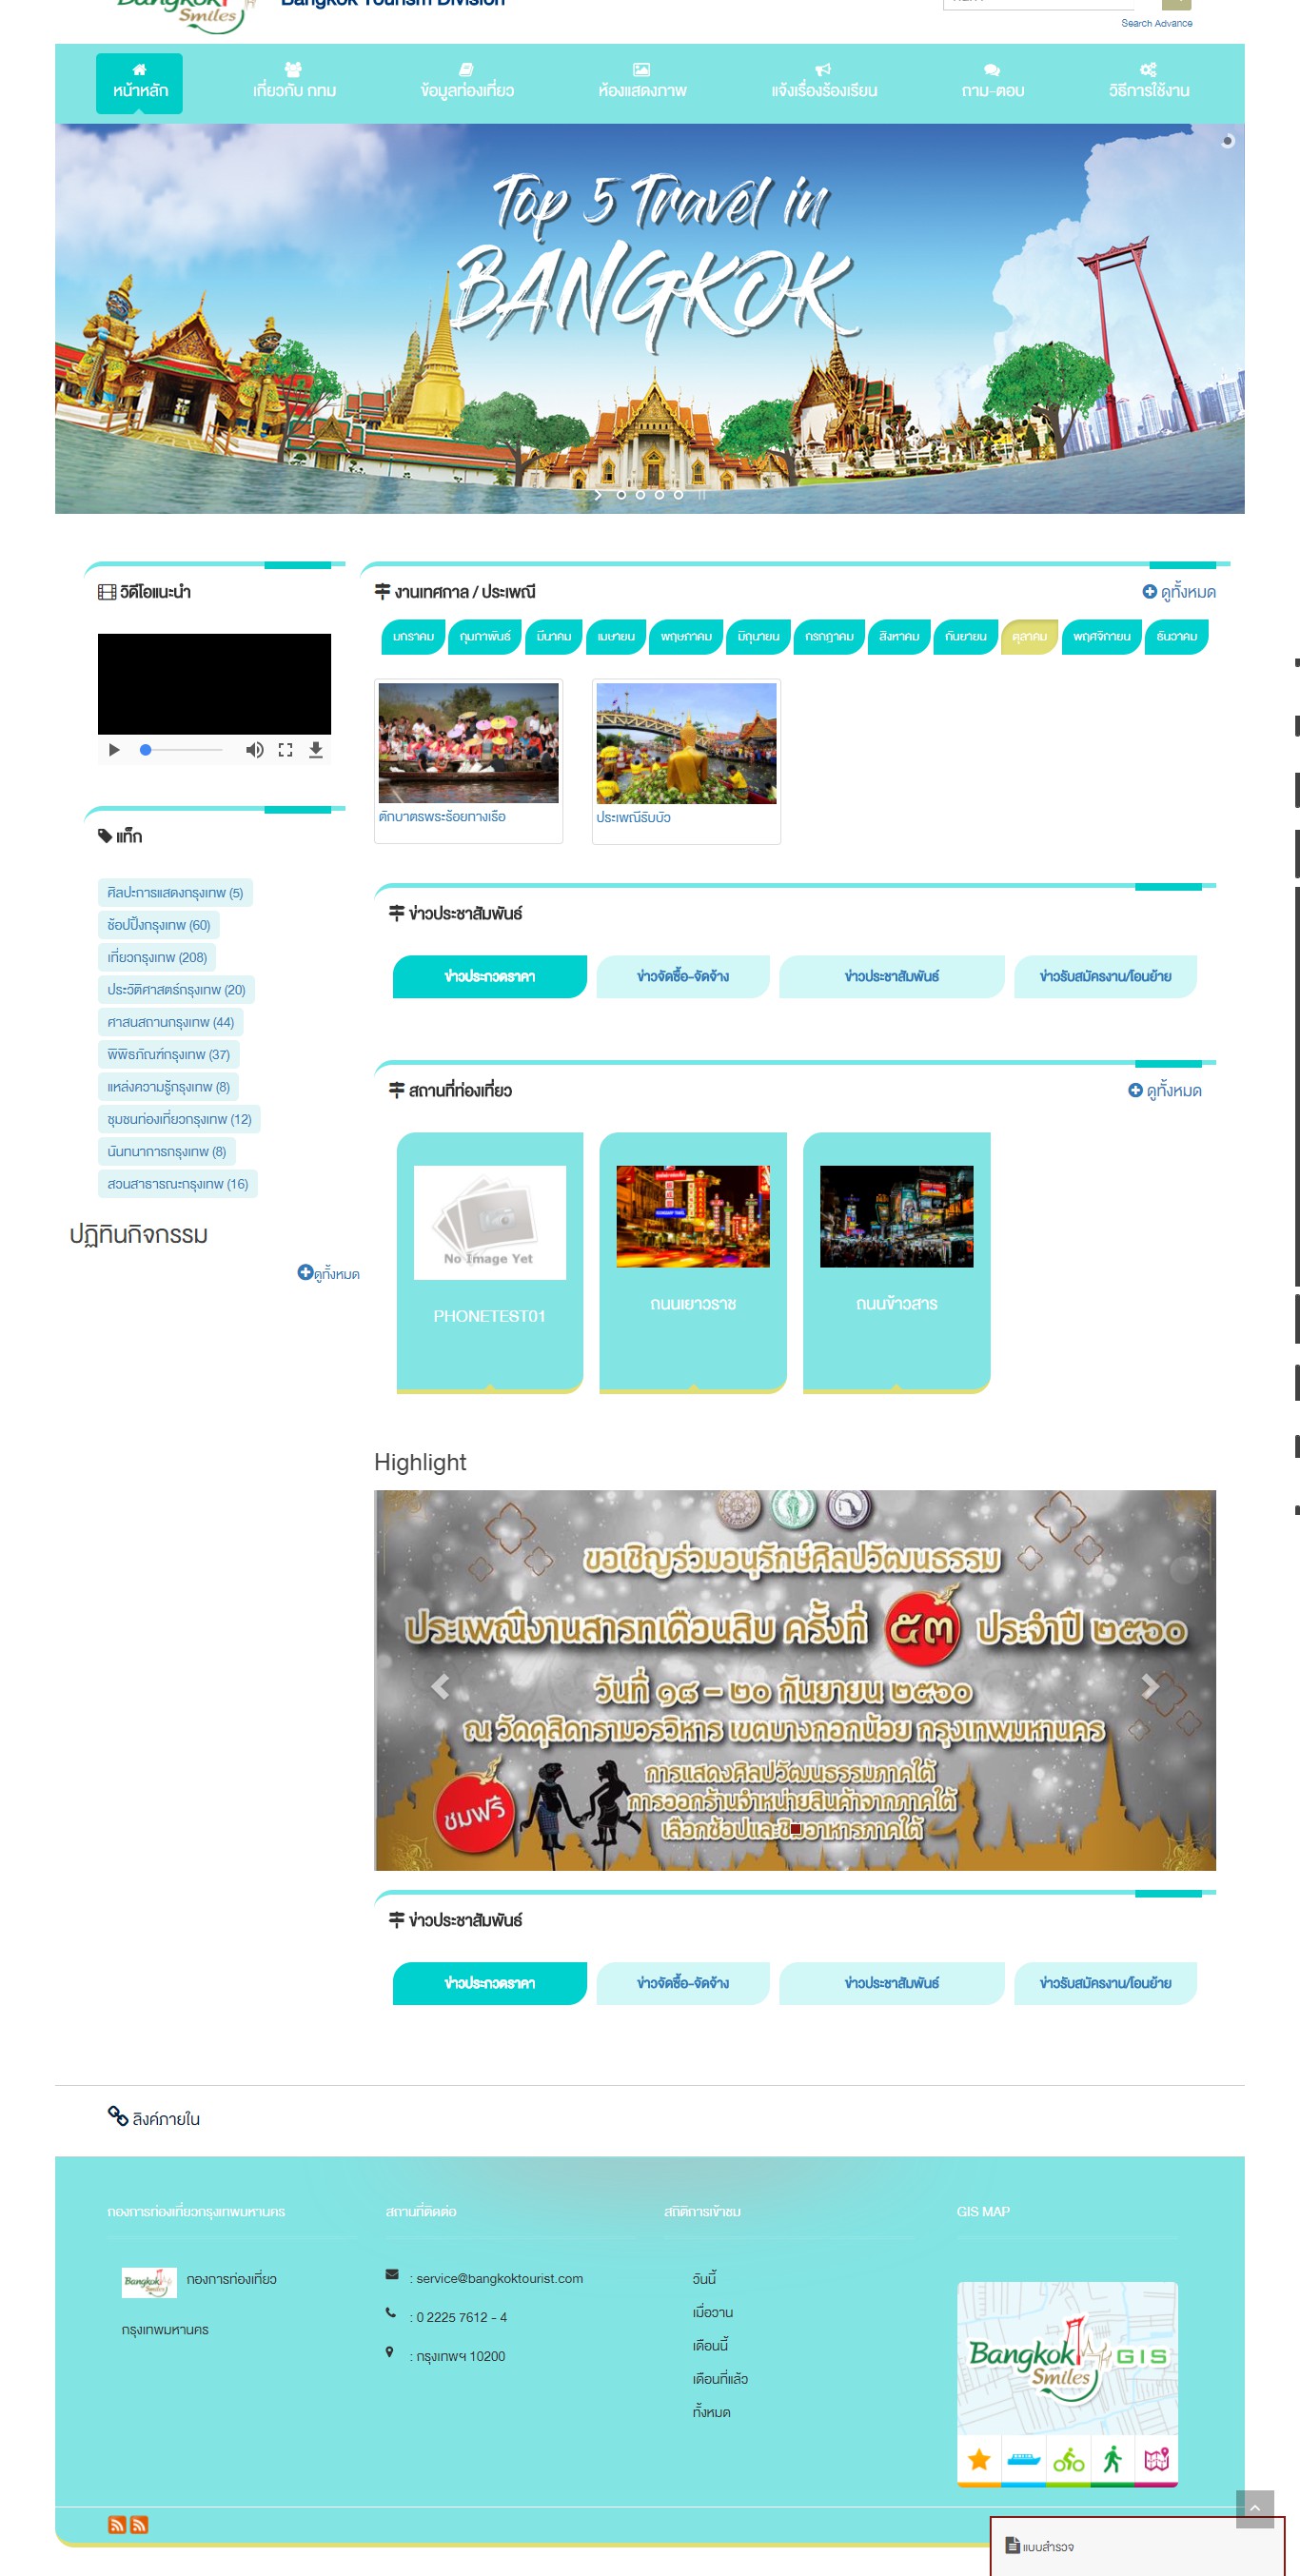 Bangkok
Smiles
Bangkok Tourism Division
Search Advance
หน้าหลัก
เกี่ยวกับ กทม
ข้อมูลท่องเที่ยว
ห้องแสดงภาพ
แจ้งเรื่องร้องเรียน
ถาม-ตอบ
วิธีการใช้งาน
Top 5 Travel in
BANGKOK
วิดีโอแนะนำ
งานเทศกาล / ประเพณี
ดูทั้งหมด
มกราคม
กุมภาพันธ์
มีนาคม
เมษายน
พฤษภาคม
มิถุนายน
กรกฎาคม
สิงหาคม
กันยายน
ตุลาคม
พฤศจิกายน
ธันวาคม
ตักบาตรพระร้อยทางเรือ
ประเพณีรับบัว
แท็ก
ศิลปะการแสดงกรุงเทพ (5)
ช้อปปิ้งกรุงเทพ (60)
เที่ยวกรุงเทพ (208)
ประวัติศาสตร์กรุงเทพ (20)
ศาสนสถานกรุงเทพ (44)
พิพิธภัณฑ์กรุงเทพ (37)
แหล่งความรู้กรุงเทพ (8)
ชุมชนท่องเที่ยวกรุงเทพ (12)
นันทนาการกรุงเทพ (8)
สวนสาธารณะกรุงเทพ (16)
ปฏิทินกิจกรรม
ดูทั้งหมด
ข่าวประชาสัมพันธ์
ข่าวประกวดราคา
ข่าวจัดซื้อ-จัดจ้าง
ข่าวประชาสัมพันธ์
ข่าวรับสมัครงาน/โอนย้าย
สถานที่ท่องเที่ยว
ดูทั้งหมด
No Image Yet
PHONETEST01
ถนนเยาวราช
ถนนข้าวสาร
Highlight
ขอเชิญร่วมอนุรักษ์ศิลปวัฒนธรรม
ประเพณีงานสารทเดือนสิบ ครั้งที่ ๕๓ ประจำปี ๒๕๖๐
วันที่ ๑๘ – ๒๐ กันยายน ๒๕๖๐
ณ วัดดุสิดารามวรวิหาร เขตบางกอกน้อย กรุงเทพมหานคร
การแสดงศิลปวัฒนธรรมภาคใต้
การออกร้านจำหน่ายสินค้าจากภาคใต้
เลือกช้อปและชิมอาหารภาคใต้
ชมฟรี
ข่าวประชาสัมพันธ์
ข่าวประกวดราคา
ข่าวจัดซื้อ-จัดจ้าง
ข่าวประชาสัมพันธ์
ข่าวรับสมัครงาน/โอนย้าย
ลิงค์ภายใน
กองการท่องเที่ยวกรุงเทพมหานคร
Bangkok
Smiles
กองการท่องเที่ยว
กรุงเทพมหานคร
สถานที่ติดต่อ
: service@bangkoktourist.com
: 0 2225 7612 - 4
: กรุงเทพฯ 10200
สถิติการเข้าชม
วันนี้
เมื่อวาน
เดือนนี้
เดือนที่แล้ว
ทั้งหมด
GIS MAP
Bangkok GIS
Smiles
แบบสำรวจ